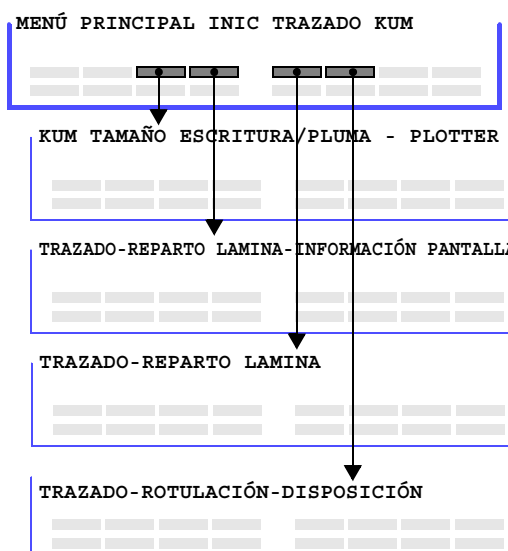 MENÚ PRINCIPAL INIC TRAZADO KUM
KUM TAMAÑO ESCRITURA/PLUMA - PLOTTER
TRAZADO-REPARTO LAMINA-INFORMACIÓN PANTALLA
TRAZADO-REPARTO LAMINA
TRAZADO-ROTULACIÓN-DISPOSICIÓN